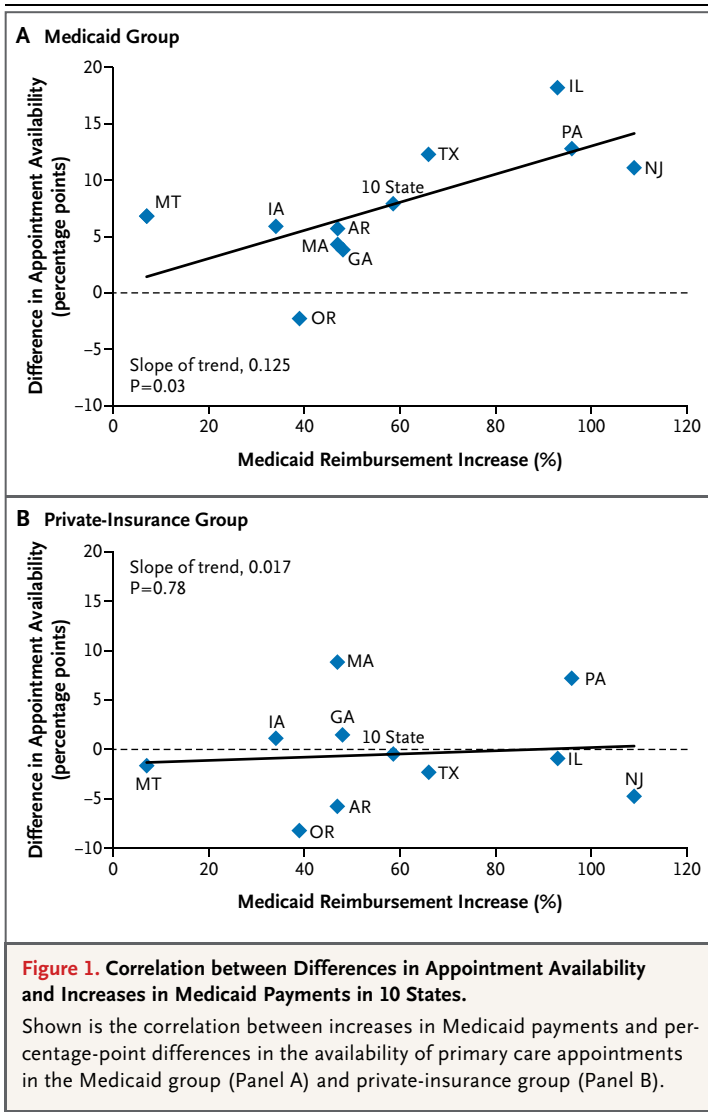 A Medicaid Group
Difference in Appointment Availability
(percentage points)
20
15
10
5
0
−5
−10
IL
PA
TX
NJ
10 State
MT
IA
AR
MA
GA
OR
Slope of trend, 0.125
P=0.03
0 20 40 60 80 100 120
Medicaid Reimbursement Increase (%)
B Private-Insurance Group
Difference in Appointment Availability
(percentage points)
20
15
10
5
0
−5
−10
Slope of trend, 0.017
P=0.78
MA
PA
IA
GA
10 State
MT
TX
IL
NJ
AR
OR
0 20 40 60 80 100 120
Medicaid Reimbursement Increase (%)
Figure 1. Correlation between Differences in Appointment Availability
and Increases in Medicaid Payments in 10 States.
Shown is the correlation between increases in Medicaid payments and per-
centage-point differences in the availability of primary care appointments
in the Medicaid group (Panel A) and private-insurance group (Panel B).